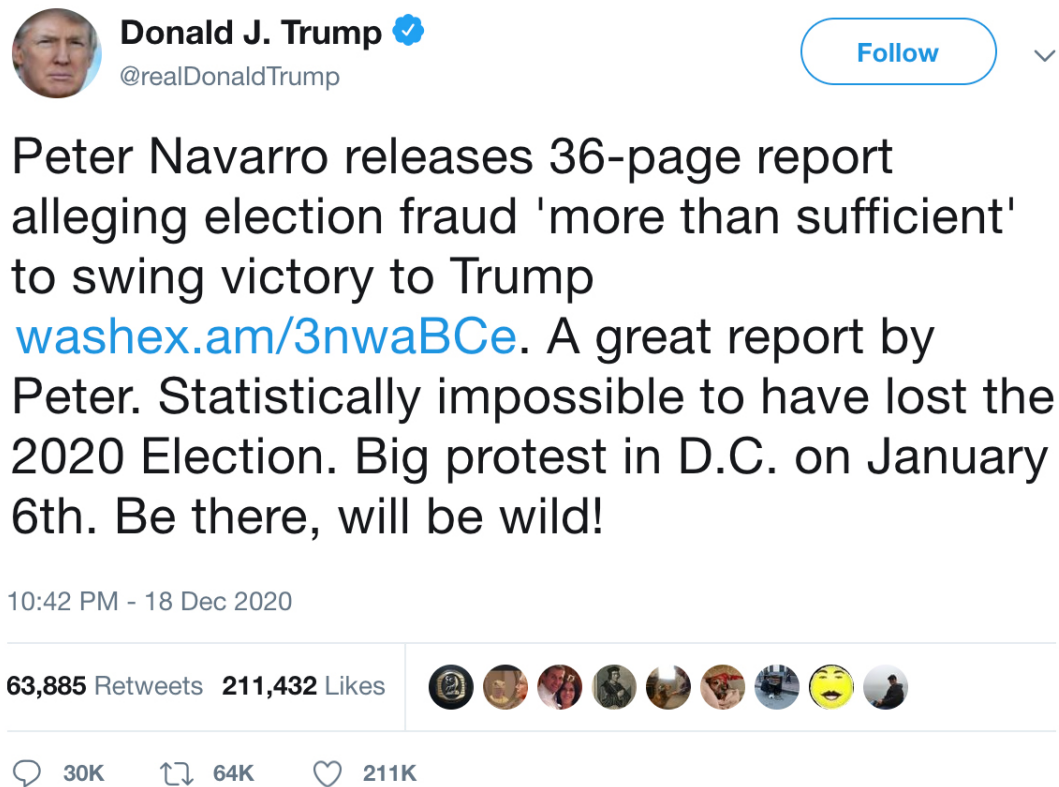 Donald J. Trump
@realDonaldTrump
Follow
Peter Navarro releases 36-page report
alleging election fraud 'more than sufficient'
to swing victory to Trump
washex.am/3nwaBCe. A great report by
Peter. Statistically impossible to have lost the
2020 Election. Big protest in D.C. on January
6th. Be there, will be wild!
10:42 PM - 18 Dec 2020
63,885 Retweets 211,432 Likes
30K 64K 211K